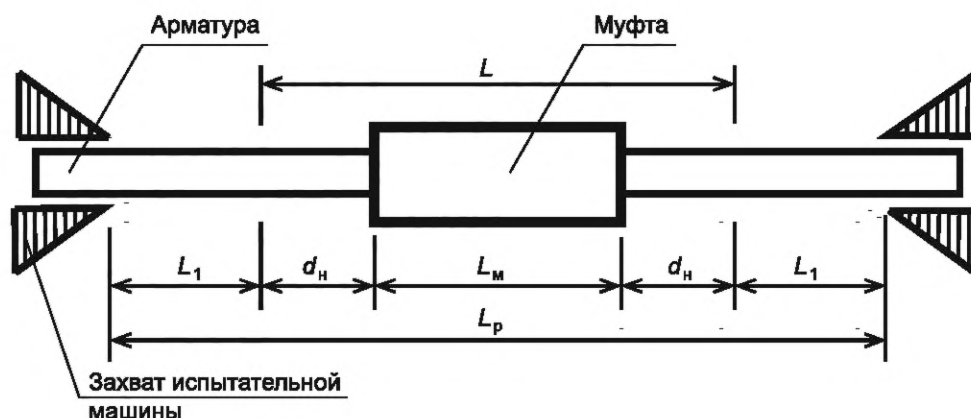 Арматура
Муфта
L
L₁
dн
Lм
dн
L₁
Lр
Захват испытательной
машины